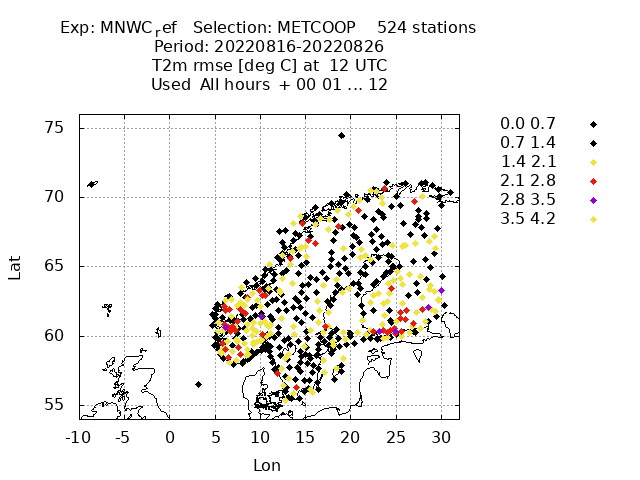 Exp: MNWCref   Selection: METCOOP    524 stations
Period: 20220816-20220826
T2m rmse [deg C] at  12 UTC
Used  All hours  + 00 01 ... 12
0.0 0.7
0.7 1.4
1.4 2.1
2.1 2.8
2.8 3.5
3.5 4.2
75
70
65
60
55
Lat
-10 -5 0 5 10 15 20 25 30
Lon